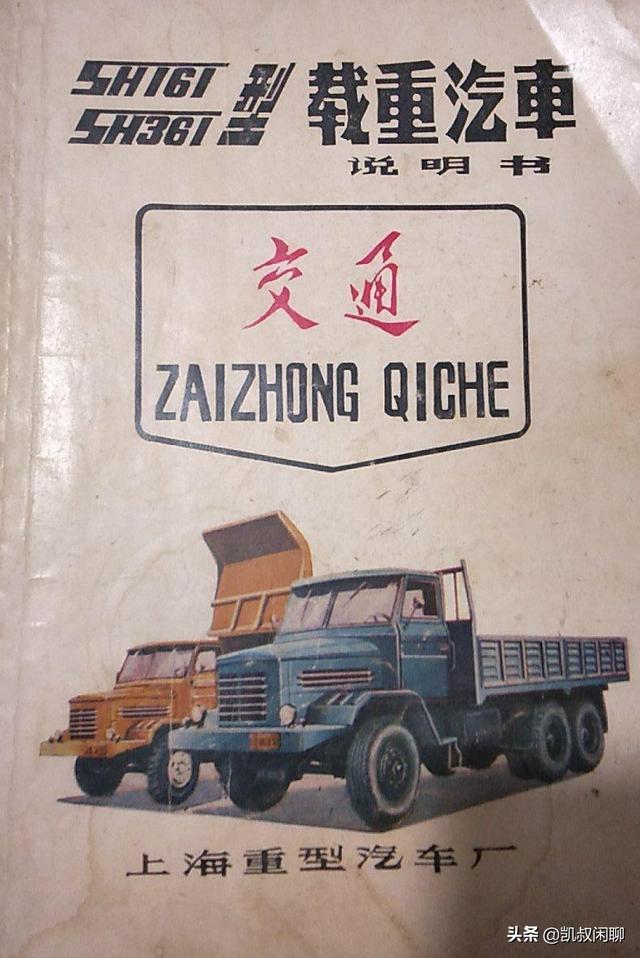 SH161
SH361 型 载重汽車
说明书
交通
ZAIZHONG QICHE
上海重型汽车厂
头条 @凯叔闲聊